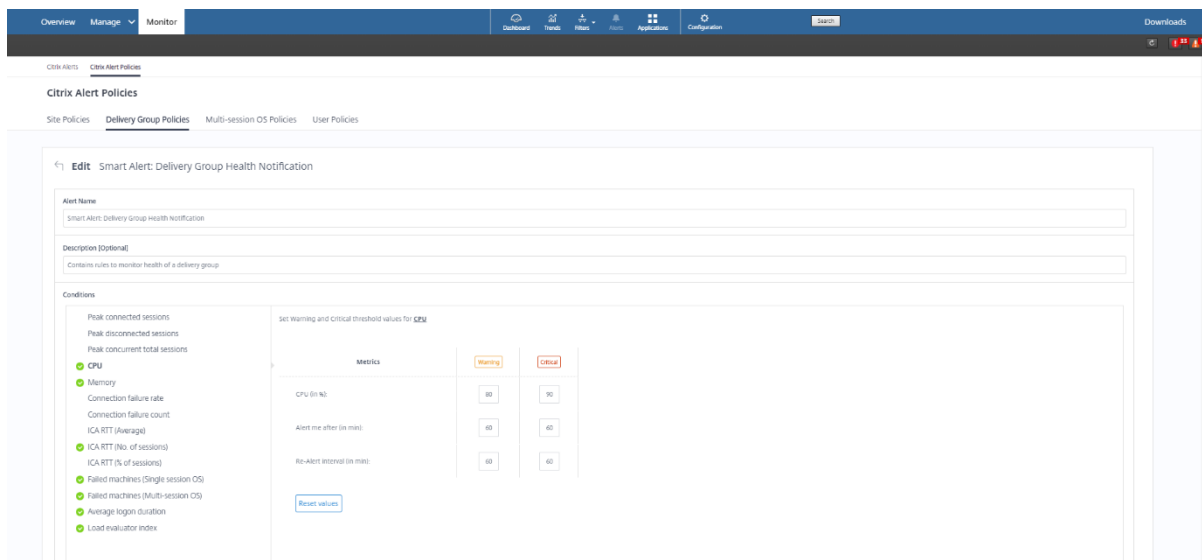 Overview Manage Monitor Dashboard Trends Filters Alerts Applications Configuration Search Downloads
Citrix Alerts Citrix Alert Policies
Citrix Alert Policies
Site Policies Delivery Group Policies Multi-session OS Policies User Policies
Edit Smart Alert: Delivery Group Health Notification
Alert Name
Smart Alert: Delivery Group Health Notification
Description [Optional]
Contains rules to monitor health of a delivery group
Conditions
Peak connected sessions
Peak disconnected sessions
Peak concurrent total sessions
CPU
Memory
Connection failure rate
Connection failure count
ICA RTT (Average)
ICA RTT (No. of sessions)
ICA RTT (% of sessions)
Failed machines (Single session OS)
Failed machines (Multi-session OS)
Average logon duration
Load evaluator index
Set Warning and Critical threshold values for CPU
Metrics Warning Critical
CPU (in %): 80 90
Alert me after (in min): 60 60
Re-Alert interval (in min): 60 60
Reset values